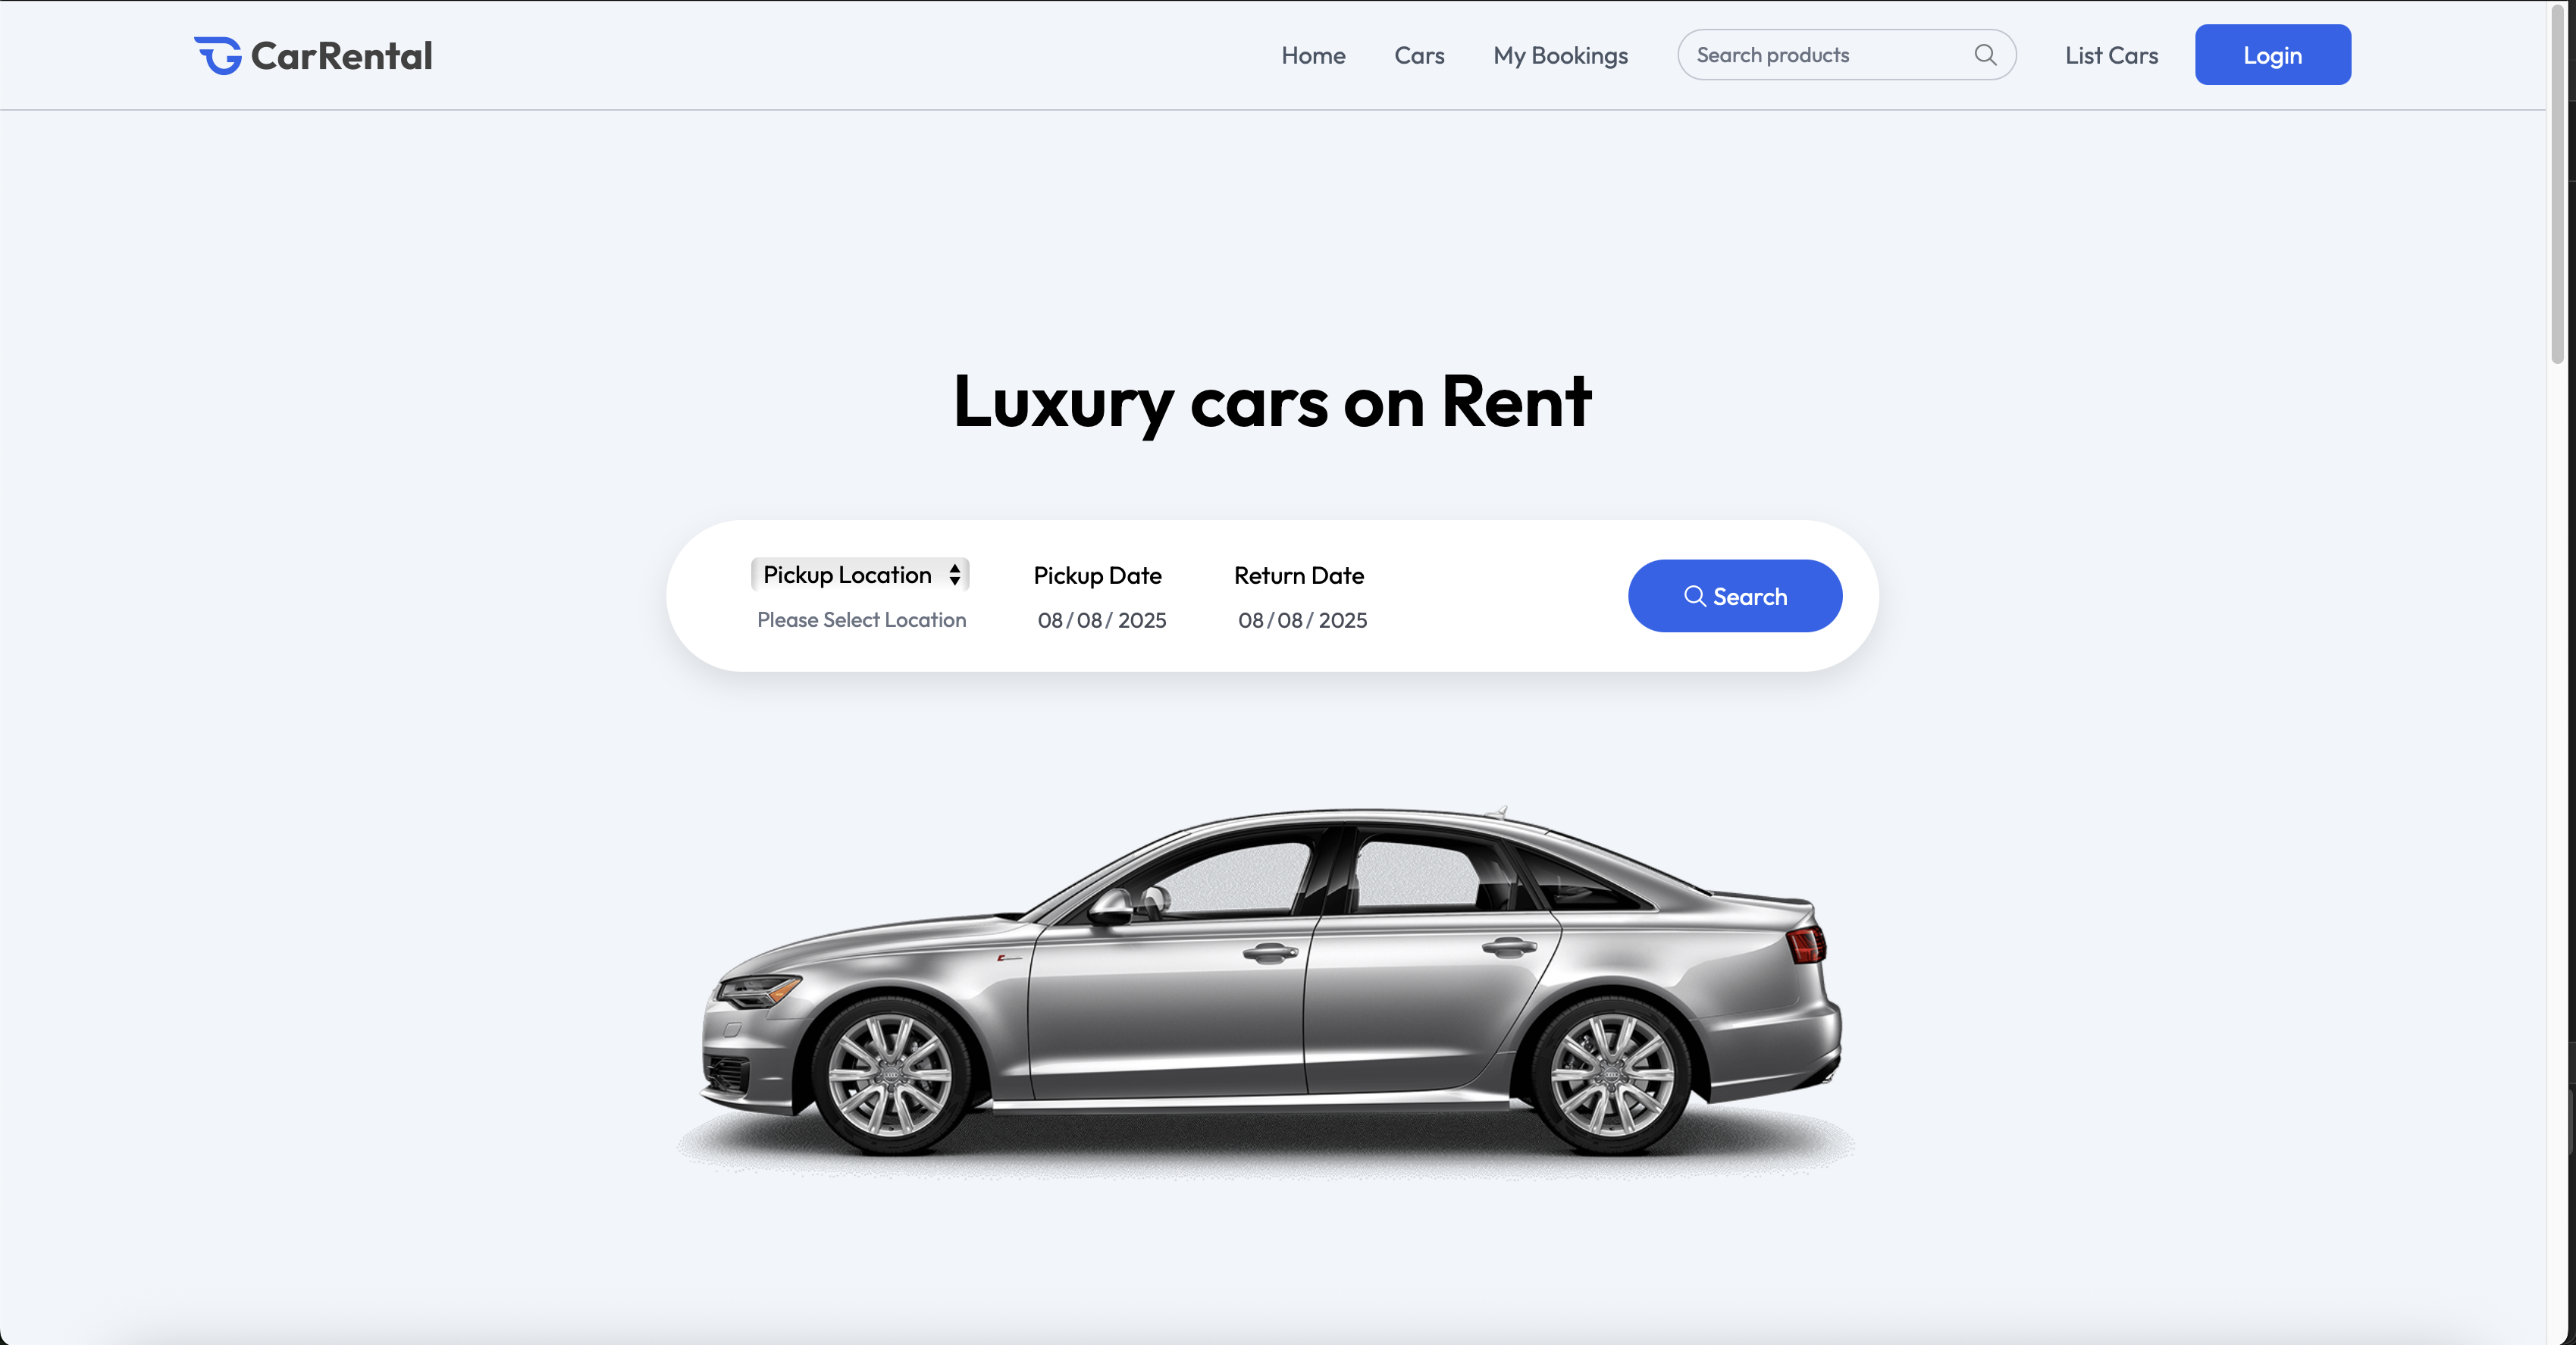 CarRental
Home Cars My Bookings Search products List Cars Login
Luxury cars on Rent
Pickup Location Pickup Date Return Date
Please Select Location 08/08/ 2025 08/08/ 2025
Search